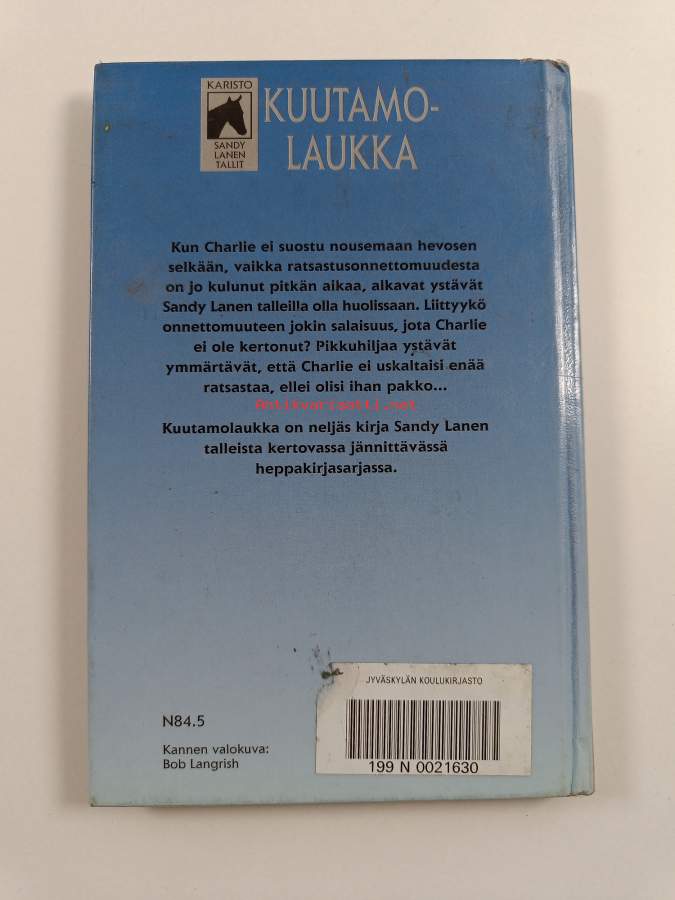 KARISTO
SANDY
LANEN
TALLIT
KUUTAMO-
LAUKKA
Kun Charlie ei suostu nousemaan hevosen
selkään, vaikka ratsastusonnettomuudesta
on jo kulunut pitkän aikaa, alkavat ystävät
Sandy Lanen talleilla olla huolissaan. Liittyykö
onnettomuuteen jokin salaisuus, jota Charlie
ei ole kertonut? Pikkuhiljaa ystävät
ymmärtävät, että Charlie ei uskaltaisi enää
ratsastaa, ellei olisi ihan pakko...
Antikvariaatti.net
Kuutamolaukka on neljäs kirja Sandy Lanen
talleista kertovassa jännittävässä
heppakirjasarjassa.
JYVÄSKYLÄN KOULUKIRJASTO
199 N 0021630
N84.5
Kannen valokuva:
Bob Langrish